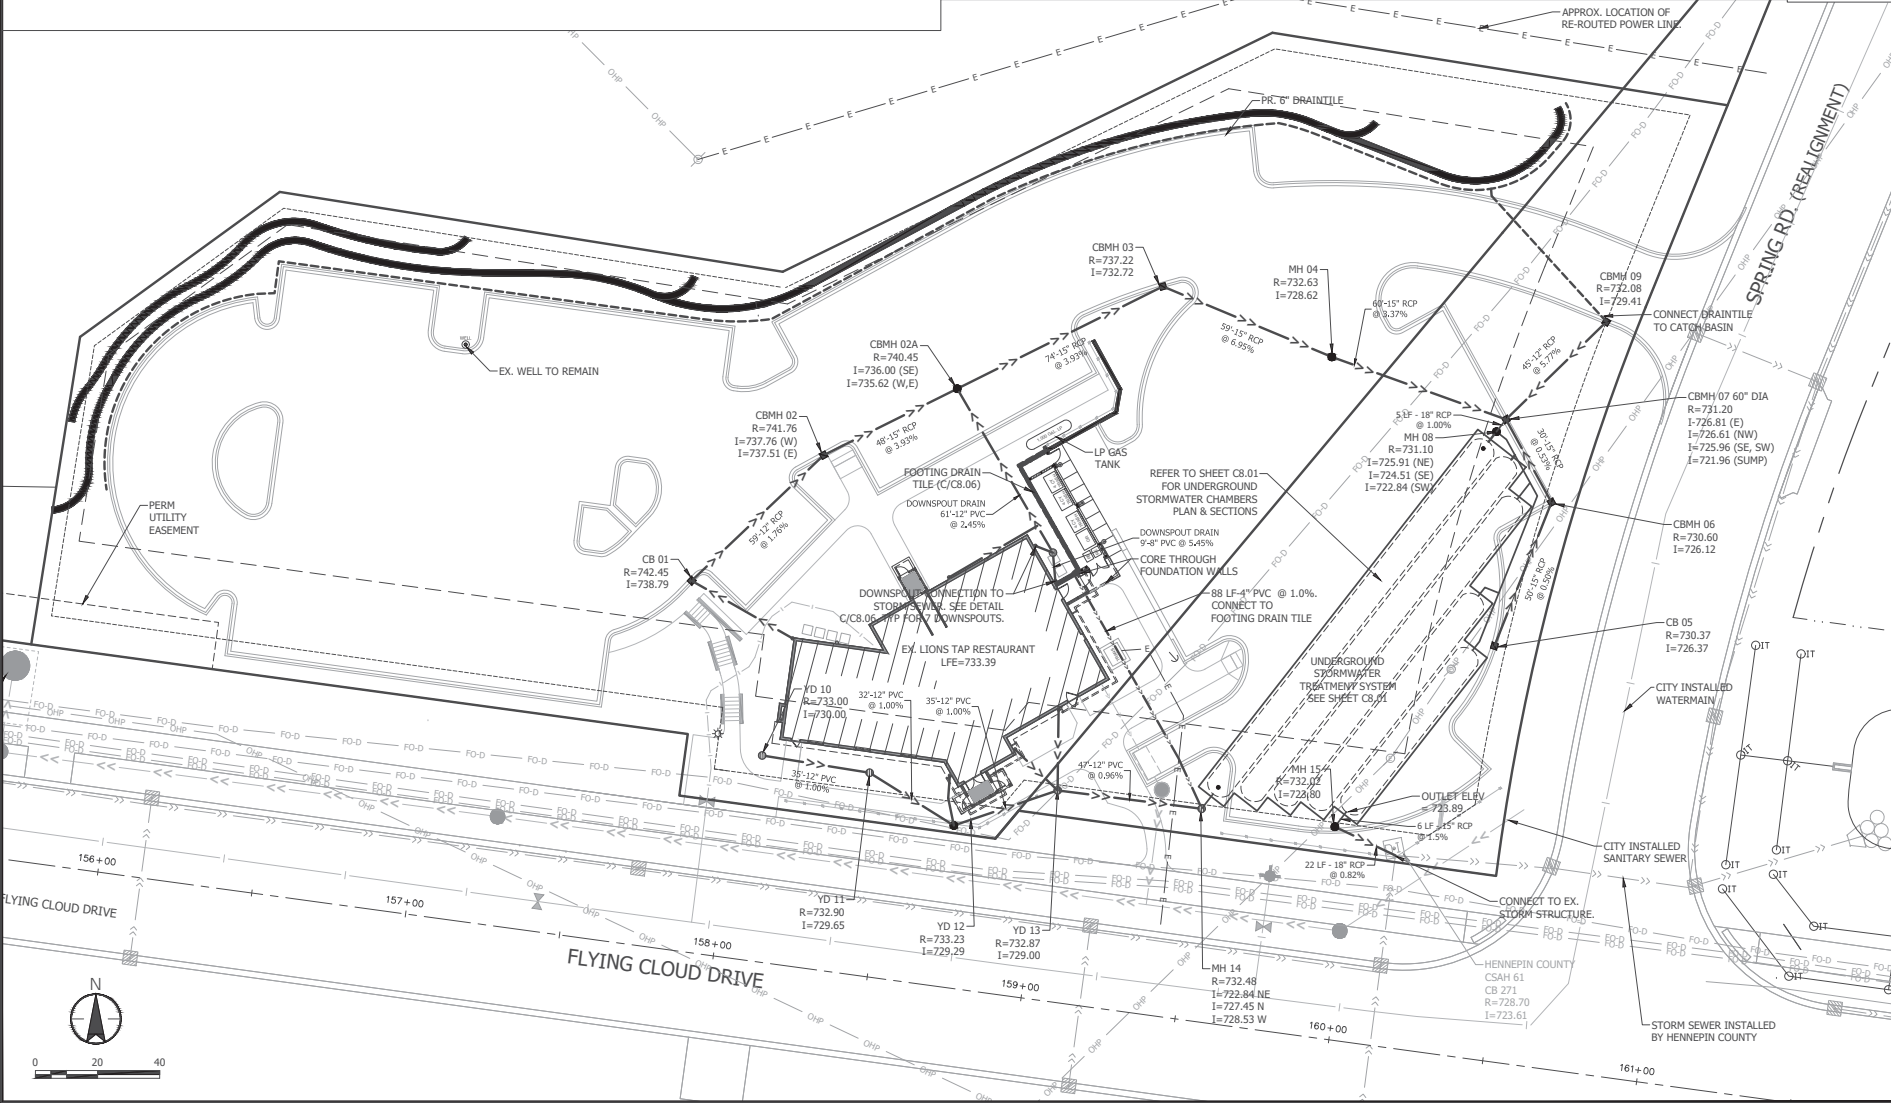 APPROX. LOCATION OF
RE-ROUTED POWER LINE.
PR. 6" DRAINTILE
SPRING RD. (REALIGNMENT)
CBMH 03
R=737.22
I=732.72
MH 04
R=732.63
I=728.62
CBMH 09
R=732.08
I=729.41
60'-15" RCP
@ 3.37%
CONNECT DRAINTILE
TO CATCH BASIN
59'-15" RCP
@ 6.95%
45'-12" RCP
@ 5.77%
CBMH 02A
R=740.45
I=736.00 (SE)
I=735.62 (W,E)
74'-15" RCP
@ 3.93%
WELL
EX. WELL TO REMAIN
CBMH 02
R=741.76
I=737.76 (W)
I=737.51 (E)
48'-15" RCP
@ 3.93%
CBMH 07 60" DIA
R=731.20
I-726.81 (E)
I=726.61 (NW)
I=725.96 (SE, SW)
I=721.96 (SUMP)
5 LF - 18" RCP
@ 1.00%
MH 08
R=731.10
I=725.91 (NE)
I=724.51 (SE)
I=722.84 (SW)
30'-15" RCP
@ 0.53%
LP GAS
TANK
FOOTING DRAIN
TILE (C/C8.06)
REFER TO SHEET C8.01
FOR UNDERGROUND
STORMWATER CHAMBERS
PLAN & SECTIONS
PERM
UTILITY
EASEMENT
DOWNSPOUT DRAIN
61'-12" PVC
@ 2.45%
59'-12" RCP
@ 1.76%
DOWNSPOUT DRAIN
9'-8" PVC @ 5.45%
CBMH 06
R=730.60
I=726.12
CB 01
R=742.45
I=738.79
CORE THROUGH
FOUNDATION WALLS
50'-15" RCP
@ 0.50%
DOWNSPOUT CONNECTION TO
STORM SEWER. SEE DETAIL
C/C8.06. TYP FOR 7 DOWNSPOUTS.
88 LF-4" PVC @ 1.0%.
CONNECT TO
FOOTING DRAIN TILE
CB 05
R=730.37
I=726.37
EX. LIONS TAP RESTAURANT
LFE=733.39
UNDERGROUND
STORMWATER
TREATMENT SYSTEM
SEE SHEET C8.01
YD 10
R=733.00
I=730.00
32'-12" PVC
@ 1.00%
35'-12" PVC
@ 1.00%
CITY INSTALLED
WATERMAIN
35'-12" PVC
@ 1.00%
47'-12" PVC
@ 0.96%
MH 15
R=732.03
I=723.80
OUTLET ELEV
= 723.89
6 LF - 15" RCP
@ 1.5%
22 LF - 18" RCP
@ 0.82%
CITY INSTALLED
SANITARY SEWER
156+00
157+00
158+00
159+00
160+00
161+00
FLYING CLOUD DRIVE
YD 11
R=732.90
I=729.65
YD 12
R=733.23
I=729.29
YD 13
R=732.87
I=729.00
CONNECT TO EX.
STORM STRUCTURE.
FLYING CLOUD DRIVE
MH 14
R=732.48
I=722.84 NE
I=727.45 N
I=728.53 W
HENNEPIN COUNTY
CSAH 61
CB 271
R=728.70
I=723.61
STORM SEWER INSTALLED
BY HENNEPIN COUNTY
N
0 20 40